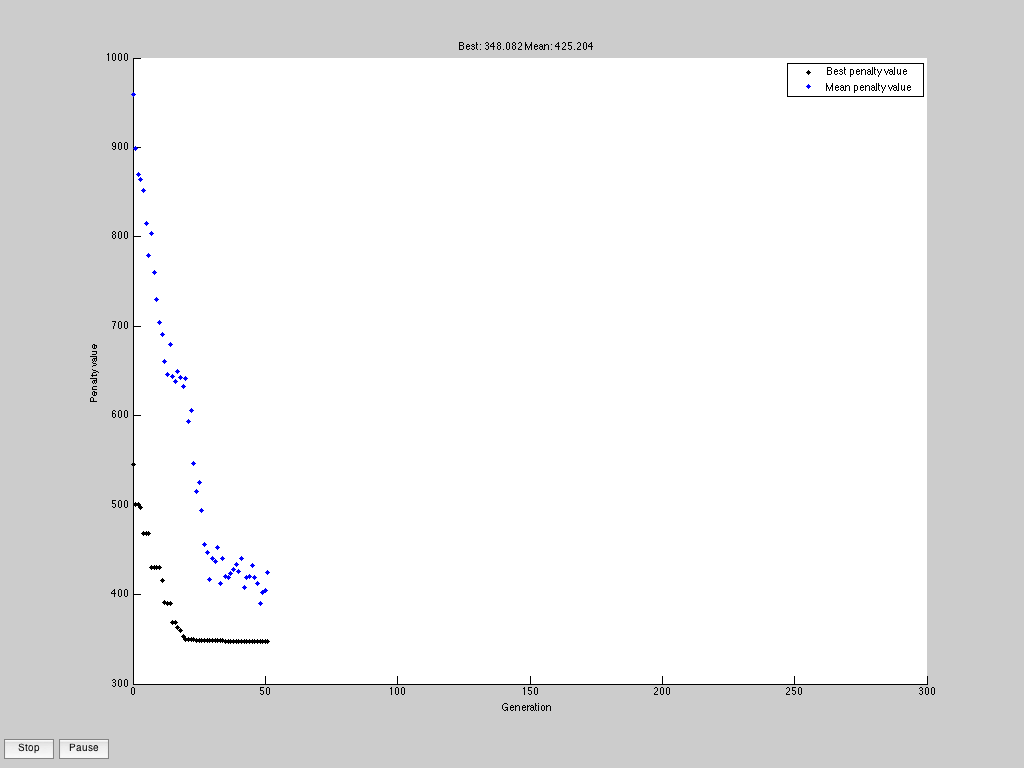 Best: 348.082 Mean: 425.204
1000
Best penalty value
Mean penalty value
900
800
700
600
500
400
300
Penalty value
0 50 100 150 200 250 300
Generation
Stop Pause